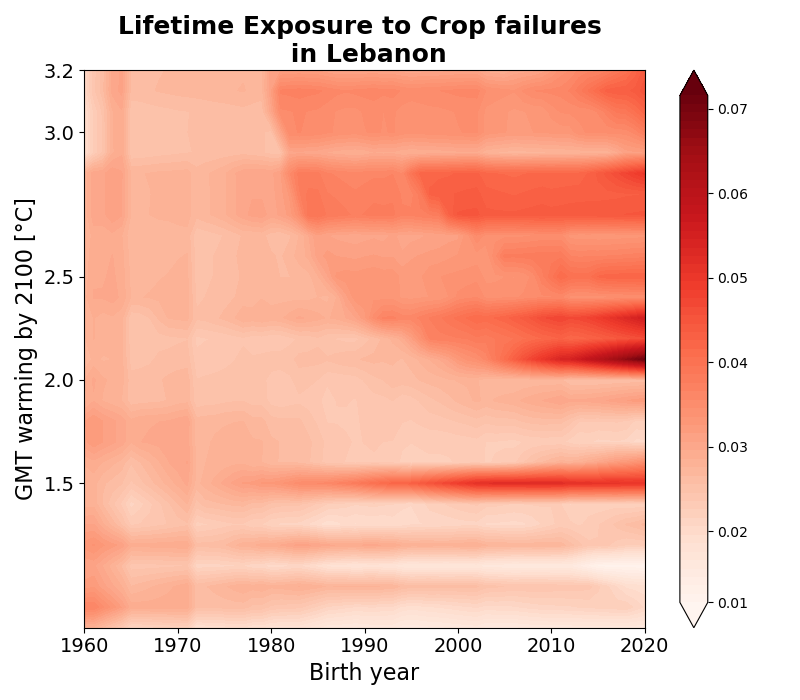 Lifetime Exposure to Crop failures
in Lebanon
GMT warming by 2100 [°C]
3.2
3.0
2.5
2.0
1.5
1960 1970 1980 1990 2000 2010 2020
Birth year
0.07
0.06
0.05
0.04
0.03
0.02
0.01